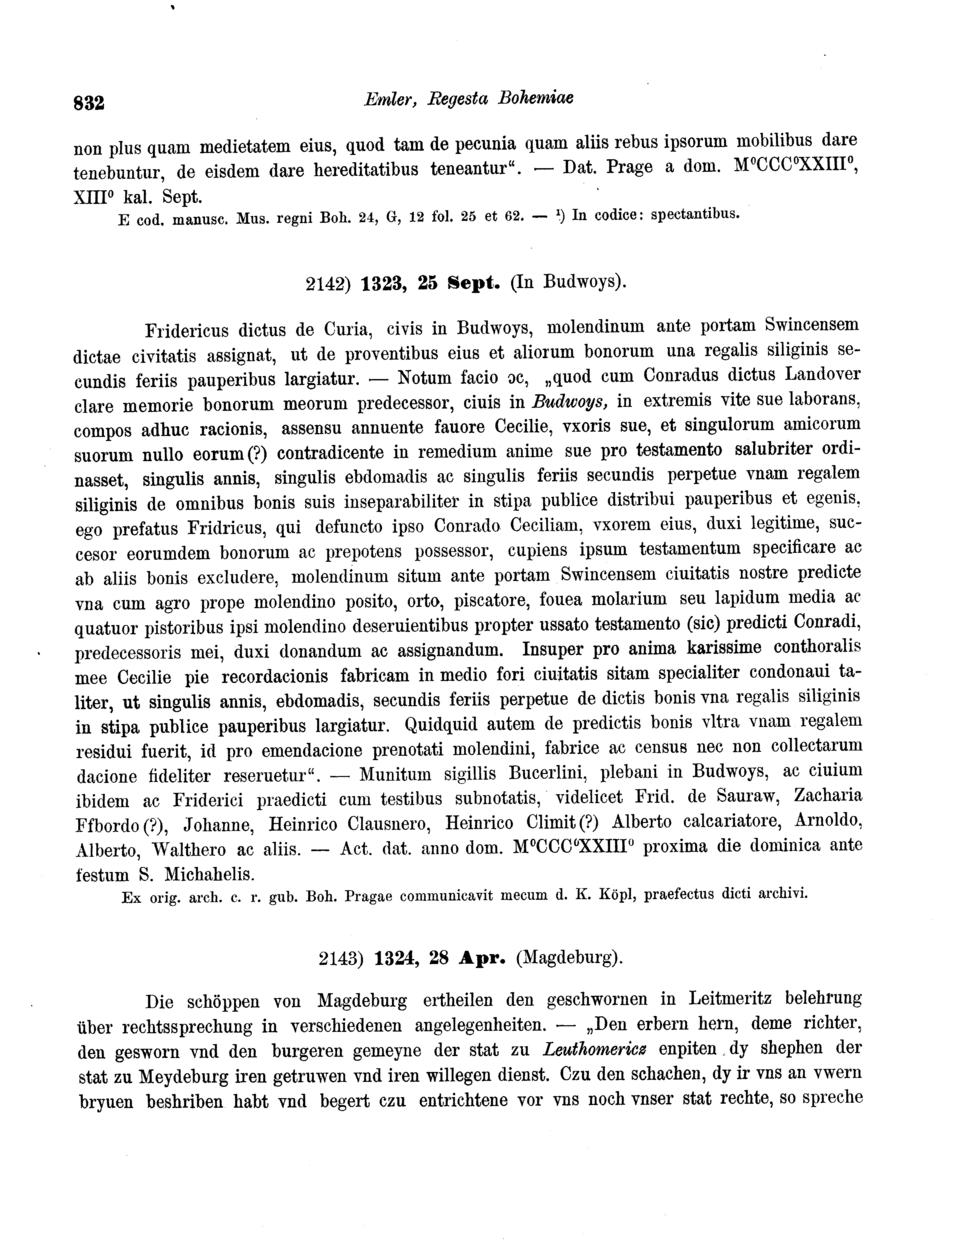 832
Emler, Regesta Bohemiae
non plus quam medietatem eius, quod tam de pecunia quam aliis rebus ipsorum mobilibus dare
tenebuntur, de eisdem dare hereditatibus teneantur“. — Dat. Prage a dom. M⁰CCC⁰XXIII⁰,
XIII⁰ kal. Sept.
E cod. manusc. Mus. regni Boh. 24, G, 12 fol. 25 et 62. — ¹) In codice: spectantibus.
2142) 1323, 25 Sept. (In Budwoys).
Fridericus dictus de Curia, civis in Budwoys, molendinum ante portam Swincensem
dictae civitatis assignat, ut de proventibus eius et aliorum bonorum una regalis siliginis se-
cundis feriis pauperibus largiatur. — Notum facio ɔc, „quod cum Conradus dictus Landover
clare memorie bonorum meorum predecessor, ciuis in Budwoys, in extremis vite sue laborans,
compos adhuc racionis, assensu annuente fauore Cecilie, vxoris sue, et singulorum amicorum
suorum nullo eorum(?) contradicente in remedium anime sue pro testamento salubriter ordi-
nasset, singulis annis, singulis ebdomadis ac singulis feriis secundis perpetue vnam regalem
siliginis de omnibus bonis suis inseparabiliter in stipa publice distribui pauperibus et egenis,
ego prefatus Fridricus, qui defuncto ipso Conrado Ceciliam, vxorem eius, duxi legitime, suc-
cesor eorumdem bonorum ac prepotens possessor, cupiens ipsum testamentum specificare ac
ab aliis bonis excludere, molendinum situm ante portam Swincensem ciuitatis nostre predicte
vna cum agro prope molendino posito, orto, piscatore, fouea molarium seu lapidum media ac
quatuor pistoribus ipsi molendino deseruientibus propter ussato testamento (sic) predicti Conradi,
predecessoris mei, duxi donandum ac assignandum. Insuper pro anima karissime conthoralis
mee Cecilie pie recordacionis fabricam in medio fori ciuitatis sitam specialiter condonaui ta-
liter, ut singulis annis, ebdomadis, secundis feriis perpetue de dictis bonis vna regalis siliginis
in stipa publice pauperibus largiatur. Quidquid autem de predictis bonis vltra vnam regalem
residui fuerit, id pro emendacione prenotati molendini, fabrice ac census nec non collectarum
dacione fideliter reseruetur“. — Munitum sigillis Bucerlini, plebani in Budwoys, ac ciuium
ibidem ac Friderici praedicti cum testibus subnotatis, videlicet Frid. de Sauraw, Zacharia
Ffbordo(?), Johanne, Heinrico Clausnero, Heinrico Climit(?) Alberto calcariatore, Arnoldo,
Alberto, Walthero ac aliis. — Act. dat. anno dom. M⁰CCC⁰XXIII⁰ proxima die dominica ante
festum S. Michahelis.
Ex orig. arch. c. r. gub. Boh. Pragae communicavit mecum d. K. Köpl, praefectus dicti archivi.
2143) 1324, 28 Apr. (Magdeburg).
Die schöppen von Magdeburg ertheilen den geschwornen in Leitmeritz belehrung
über rechtssprechung in verschiedenen angelegenheiten. — „Den erbern hern, deme richter,
den gesworn vnd den burgeren gemeyne der stat zu Leuthomericz enpiten dy shephen der
stat zu Meydeburg iren getruwen vnd iren willegen dienst. Czu den schachen, dy ir vns an vwern
bryuen beshriben habt vnd begert czu entrichtene vor vns noch vnser stat rechte, so spreche